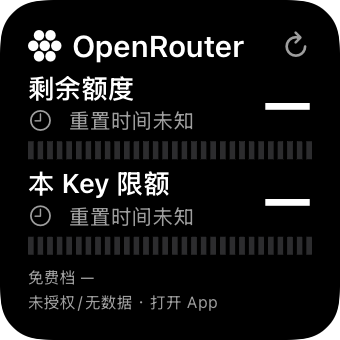 OpenRouter
剩余额度
—
重置时间未知
本 Key 限额
—
重置时间未知
免费档 —
未授权/无数据 · 打开 App